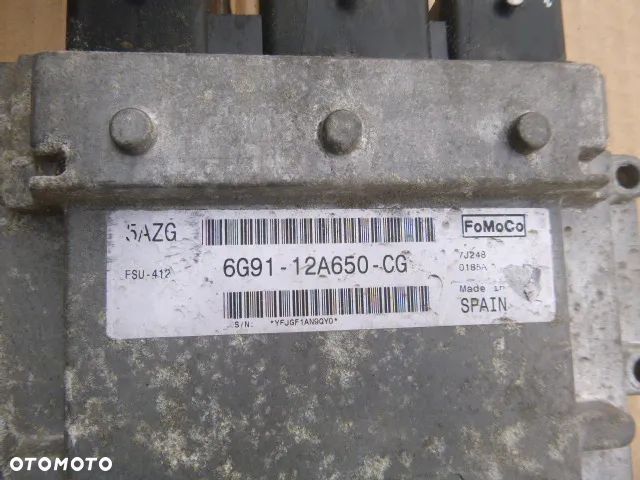 5AZG
FoMoCo
FSU-412
6G91-12A650-CG
7J248
0185A
Made in
SPAIN
S/N: *YFJGF1AN9QY0*
OTOMOTO